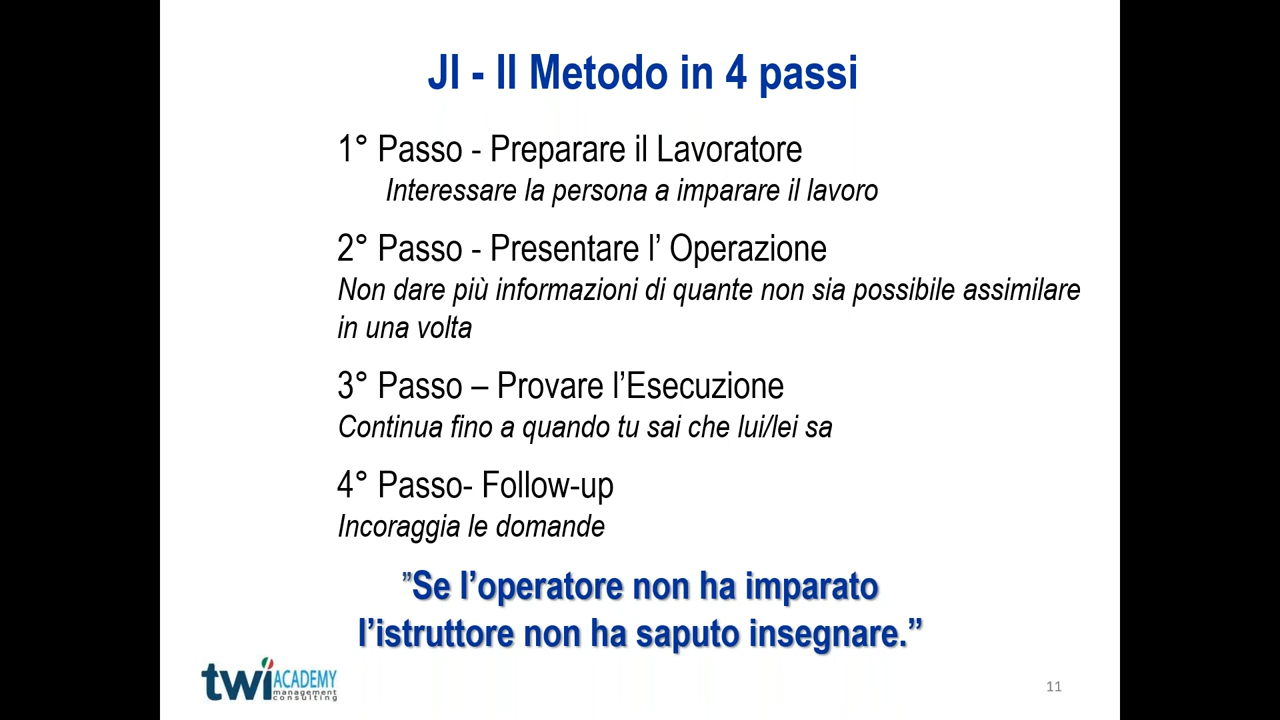 JI - Il Metodo in 4 passi
1° Passo - Preparare il Lavoratore
Interessare la persona a imparare il lavoro
2° Passo - Presentare l’ Operazione
Non dare più informazioni di quante non sia possibile assimilare
in una volta
3° Passo – Provare l’Esecuzione
Continua fino a quando tu sai che lui/lei sa
4° Passo- Follow-up
Incoraggia le domande
”Se l’operatore non ha imparato
l’istruttore non ha saputo insegnare.”
twi ACADEMY
management
consulting
11